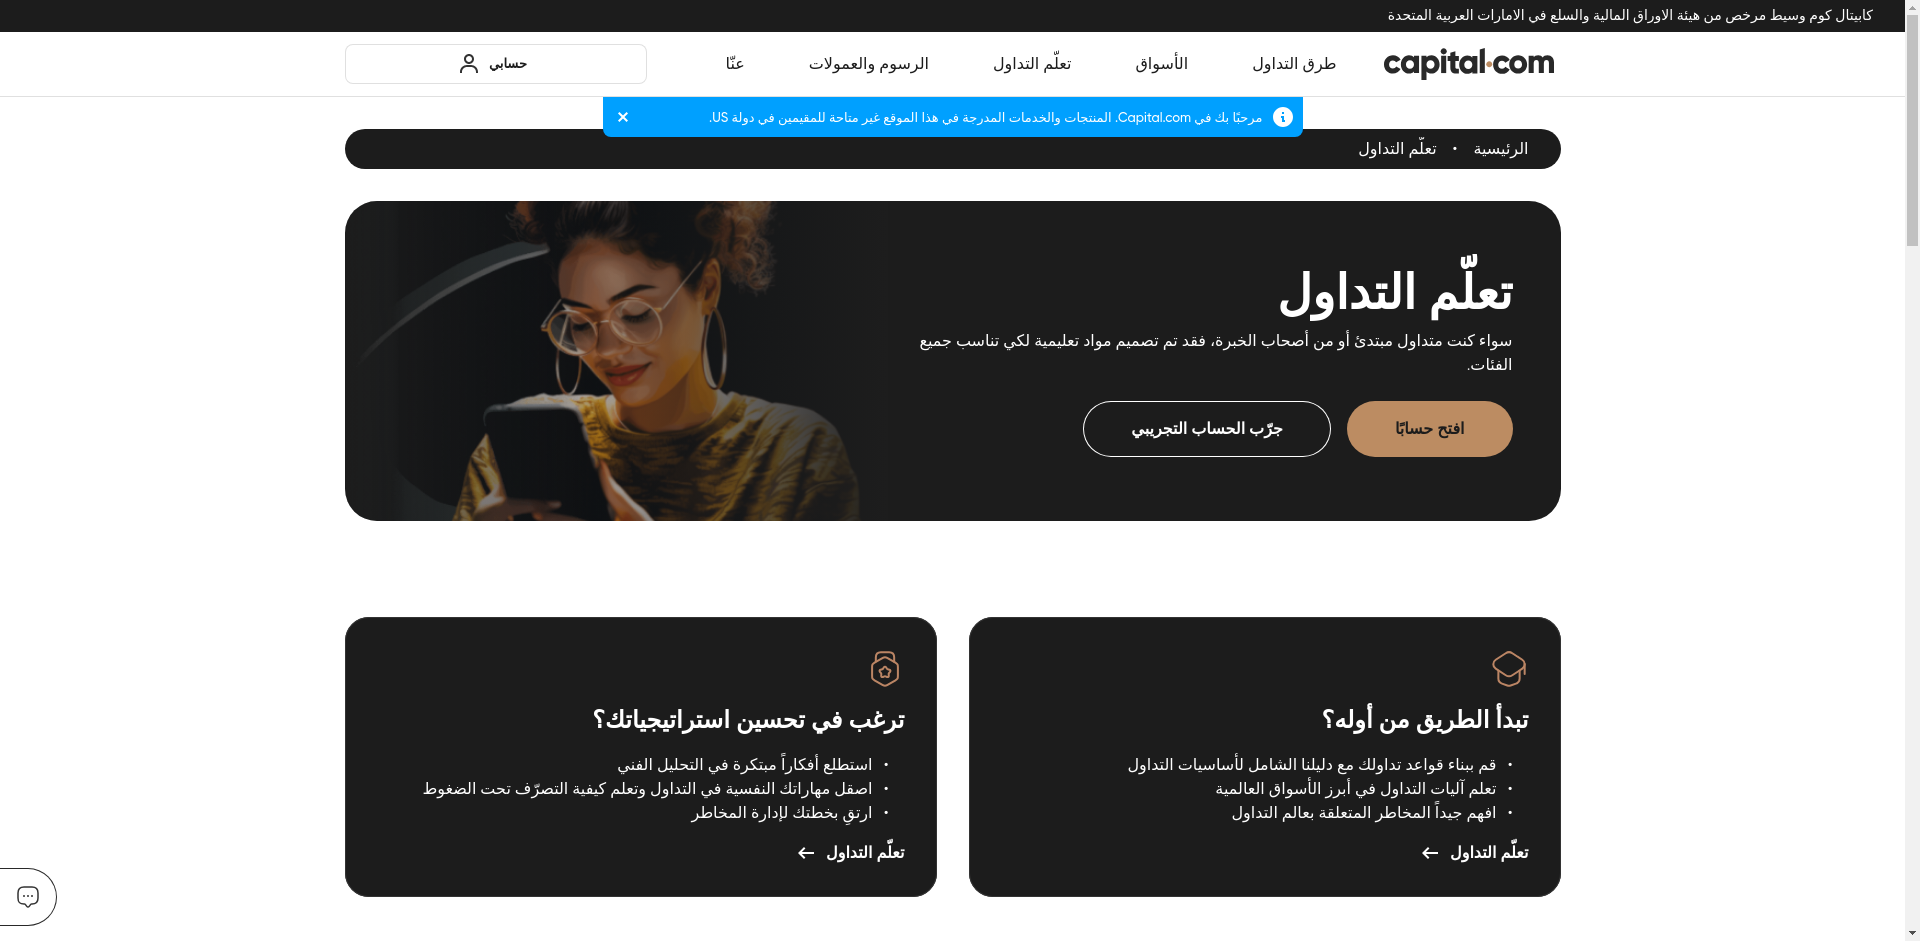 كابيتال كوم وسيط مرخص من هيئة الاوراق المالية والسلع في الامارات العربية المتحدة
capital.com
طرق التداول
الأسواق
تعلّم التداول
الرسوم والعمولات
عنّا
حسابي
مرحبًا بك في Capital.com. المنتجات والخدمات المدرجة في هذا الموقع غير متاحة للمقيمين في دولة US.
الرئيسية • تعلّم التداول
تعلّم التداول
سواء كنت متداول مبتدئ أو من أصحاب الخبرة، فقد تم تصميم مواد تعليمية لكي تناسب جميع
الفئات.
افتح حسابًا
جرّب الحساب التجريبي
تبدأ الطريق من أوله؟
• قم ببناء قواعد تداولك مع دليلنا الشامل لأساسيات التداول
• تعلم آليات التداول في أبرز الأسواق العالمية
• افهم جيداً المخاطر المتعلقة بعالم التداول
تعلّم التداول
ترغب في تحسين استراتيجياتك؟
• استطلع أفكاراً مبتكرة في التحليل الفني
• اصقل مهاراتك النفسية في التداول وتعلم كيفية التصرّف تحت الضغوط
• ارتقِ بخطتك لإدارة المخاطر
تعلّم التداول